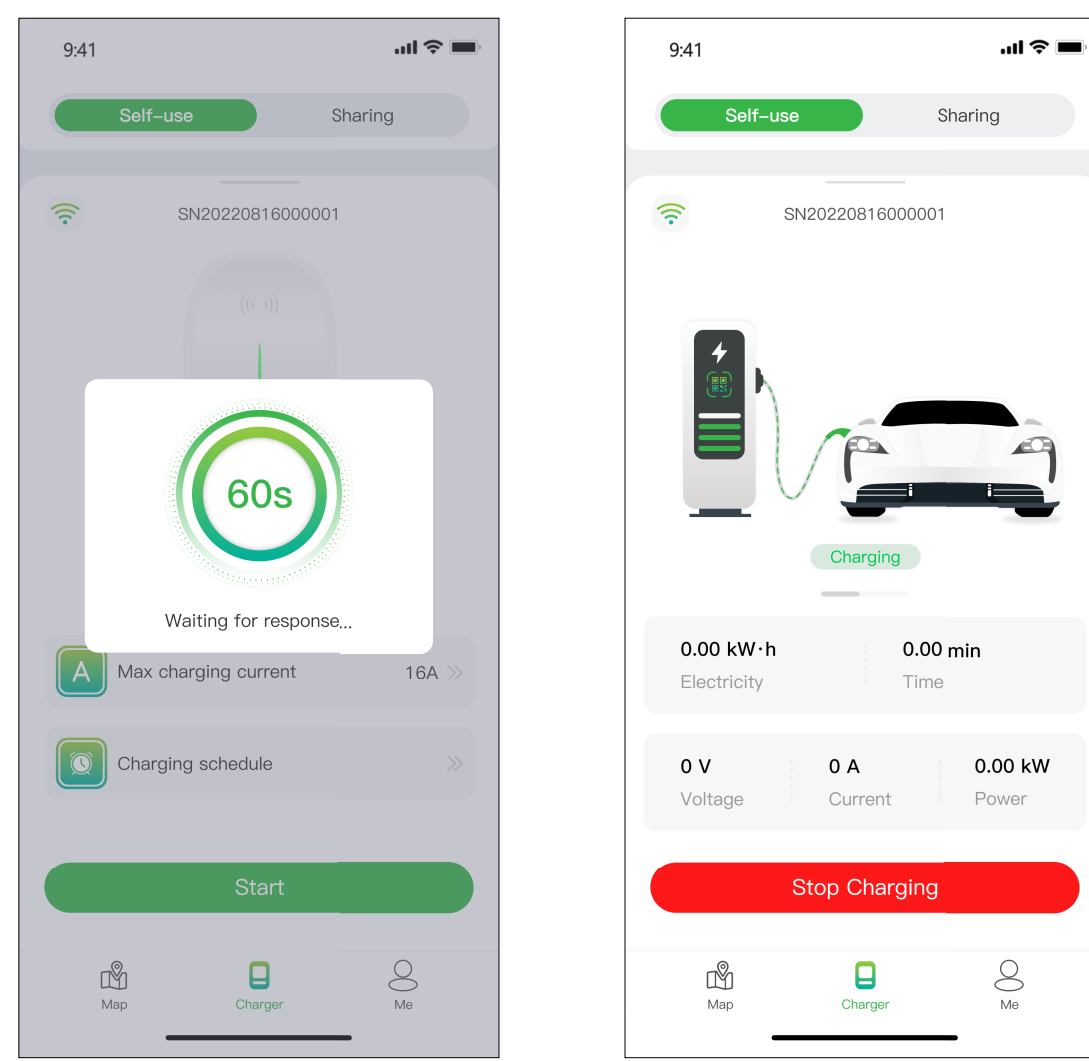 9:41
Self-use Sharing
SN20220816000001
60s
Waiting for response...
A Max charging current 16A
Charging schedule
Start
Map Charger Me
9:41
Self-use Sharing
SN20220816000001
Charging
0.00 kW·h 0.00 min
Electricity Time
0 V 0 A 0.00 kW
Voltage Current Power
Stop Charging
Map Charger Me